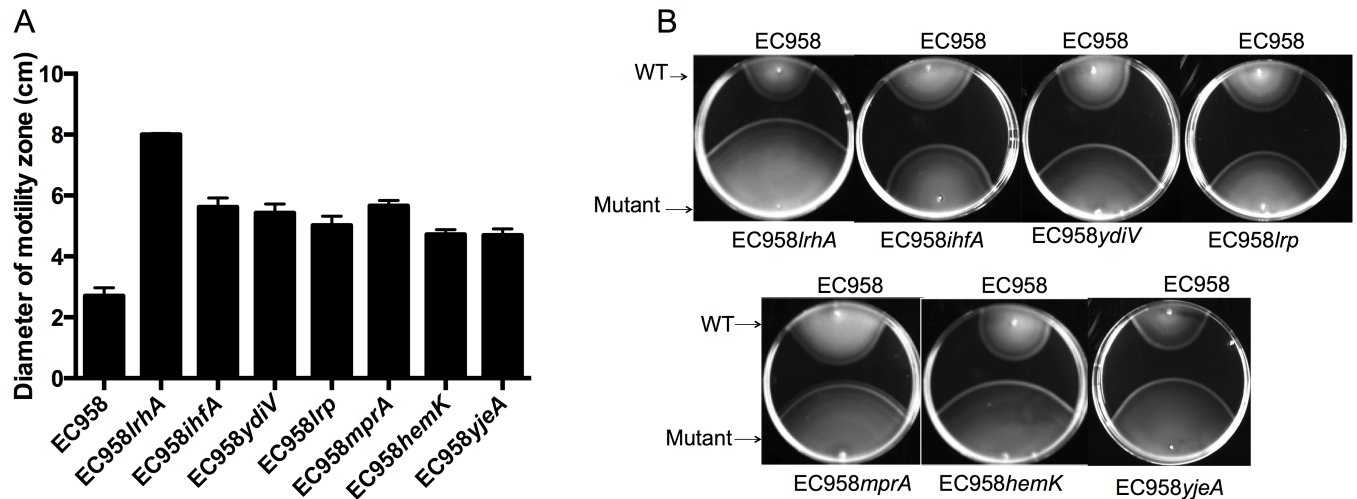 A
Diameter of motility zone (cm)
10
8
6
4
2
0
EC958
EC958lrhA
EC958ihfA
EC958ydiV
EC958lrp
EC958mprA
EC958hemK
EC958yjeA
B
EC958 EC958 EC958 EC958
WT
Mutant
EC958lrhA EC958ihfA EC958ydiV EC958lrp
EC958 EC958 EC958
WT
Mutant
EC958mprA EC958hemK EC958yjeA